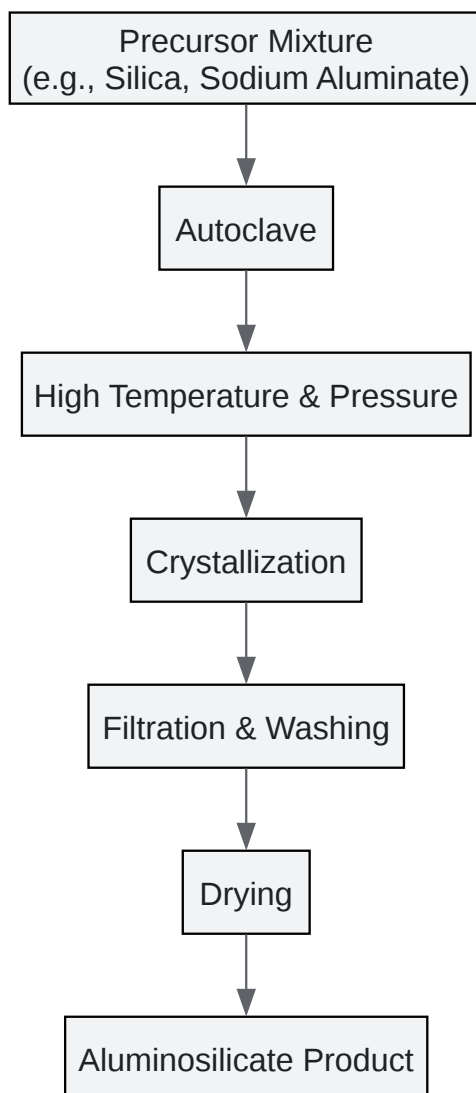 Precursor Mixture
(e.g., Silica, Sodium Aluminate)
Autoclave
High Temperature & Pressure
Crystallization
Filtration & Washing
Drying
Aluminosilicate Product